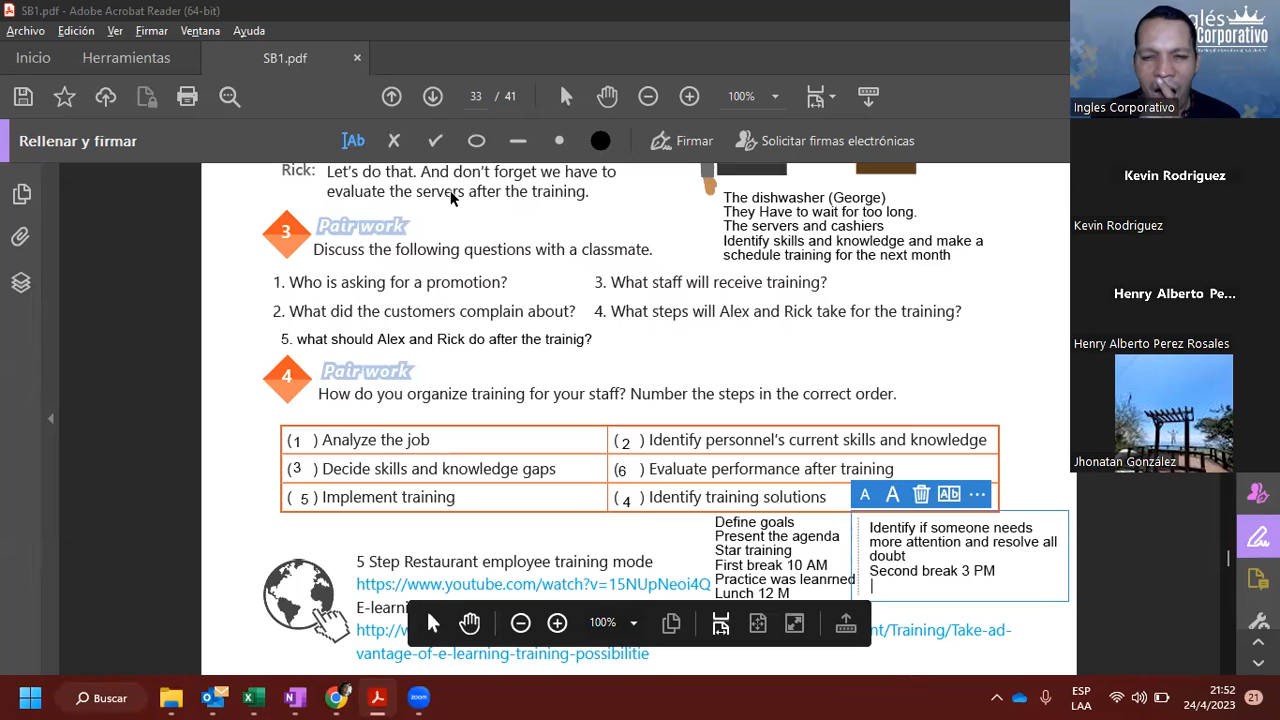 SB1.pdf - Adobe Acrobat Reader (64-bit)
Archivo Edición Ver Firmar Ventana Ayuda
Inicio Herramientas SB1.pdf ×
33 / 41 100%
Rellenar y firmar Ab Firmar Solicitar firmas electrónicas
Rick: Let's do that. And don't forget we have to
evaluate the servers after the training.
The dishwasher (George)
They Have to wait for too long.
The servers and cashiers
Identify skills and knowledge and make a
schedule training for the next month
3 Pair work
Discuss the following questions with a classmate.
1. Who is asking for a promotion? 3. What staff will receive training?
2. What did the customers complain about? 4. What steps will Alex and Rick take for the training?
5. what should Alex and Rick do after the trainig?
4 Pair work
How do you organize training for your staff? Number the steps in the correct order.
(1 ) Analyze the job (2 ) Identify personnel's current skills and knowledge
(3 ) Decide skills and knowledge gaps (6 ) Evaluate performance after training
( 5 ) Implement training ( 4 ) Identify training solutions
A A Ab ...
Define goals
Present the agenda
Star training
First break 10 AM
Practice was leanrned
Lunch 12 M
Identify if someone needs
more attention and resolve all
doubt
Second break 3 PM
5 Step Restaurant employee training mode
https://www.youtube.com/watch?v=15NUpNeoi4Q
E-learni
http://w nt/Training/Take-ad-
vantage-of-e-learning-training-possibilitie
100%
Inglés
Corporativo
Ingles Corporativo
Kevin Rodriguez
Kevin Rodriguez
Henry Alberto Pe...
Henry Alberto Perez Rosales
Jhonatan González
Buscar
zoom
ESP
LAA
21:52
24/4/2023
21